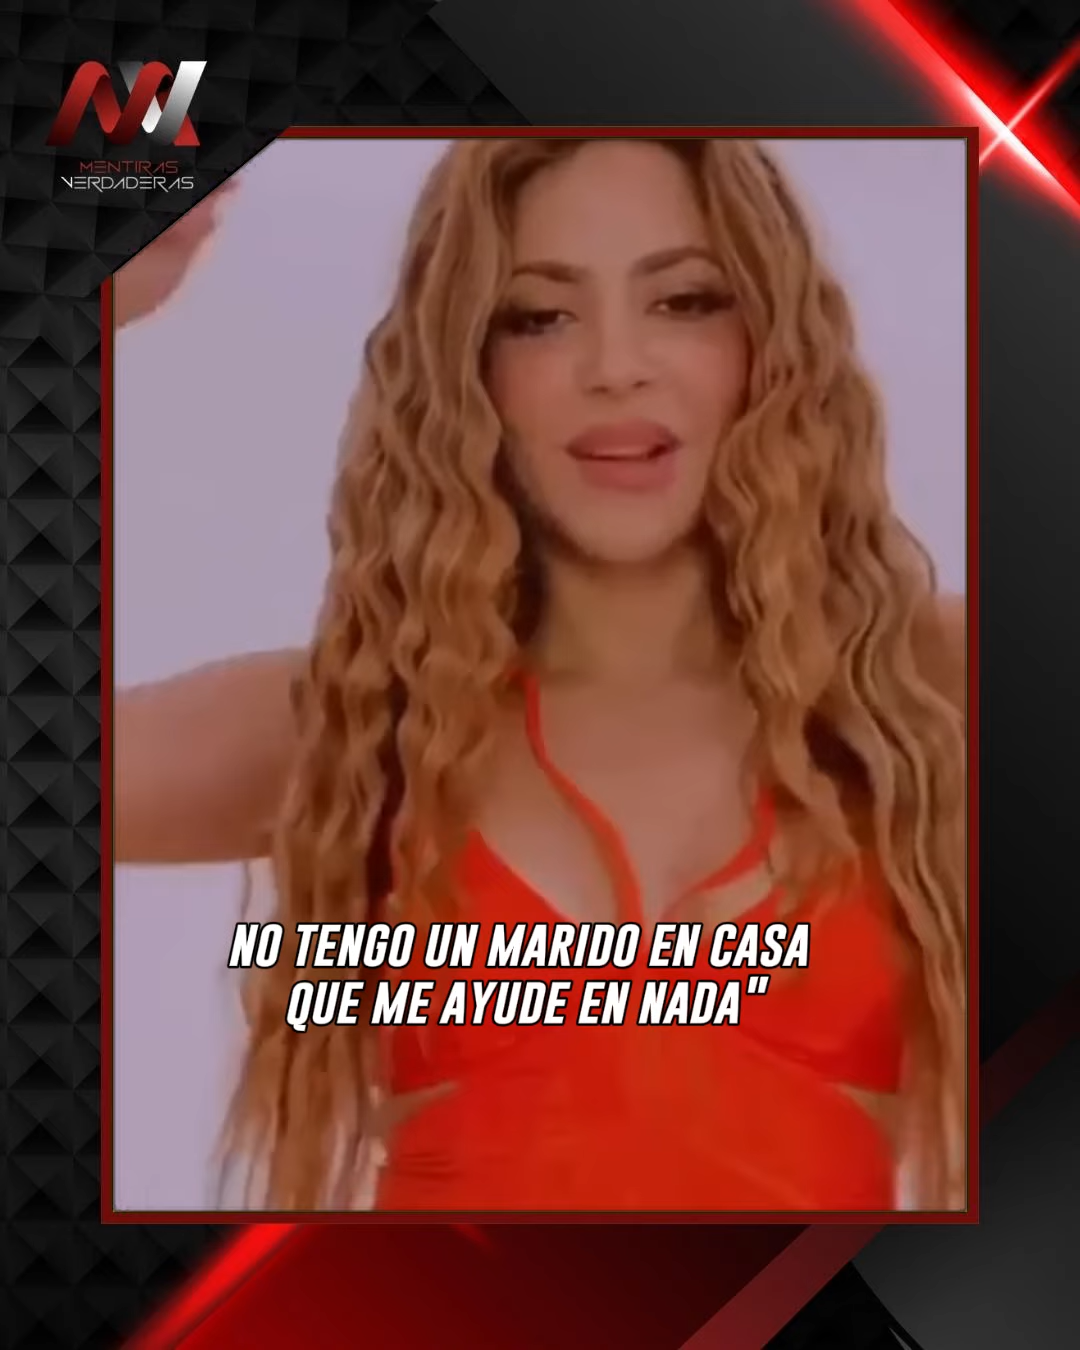 MENTIRAS
VERDADERAS
NO TENGO UN MARIDO EN CASA
QUE ME AYUDE EN NADA"